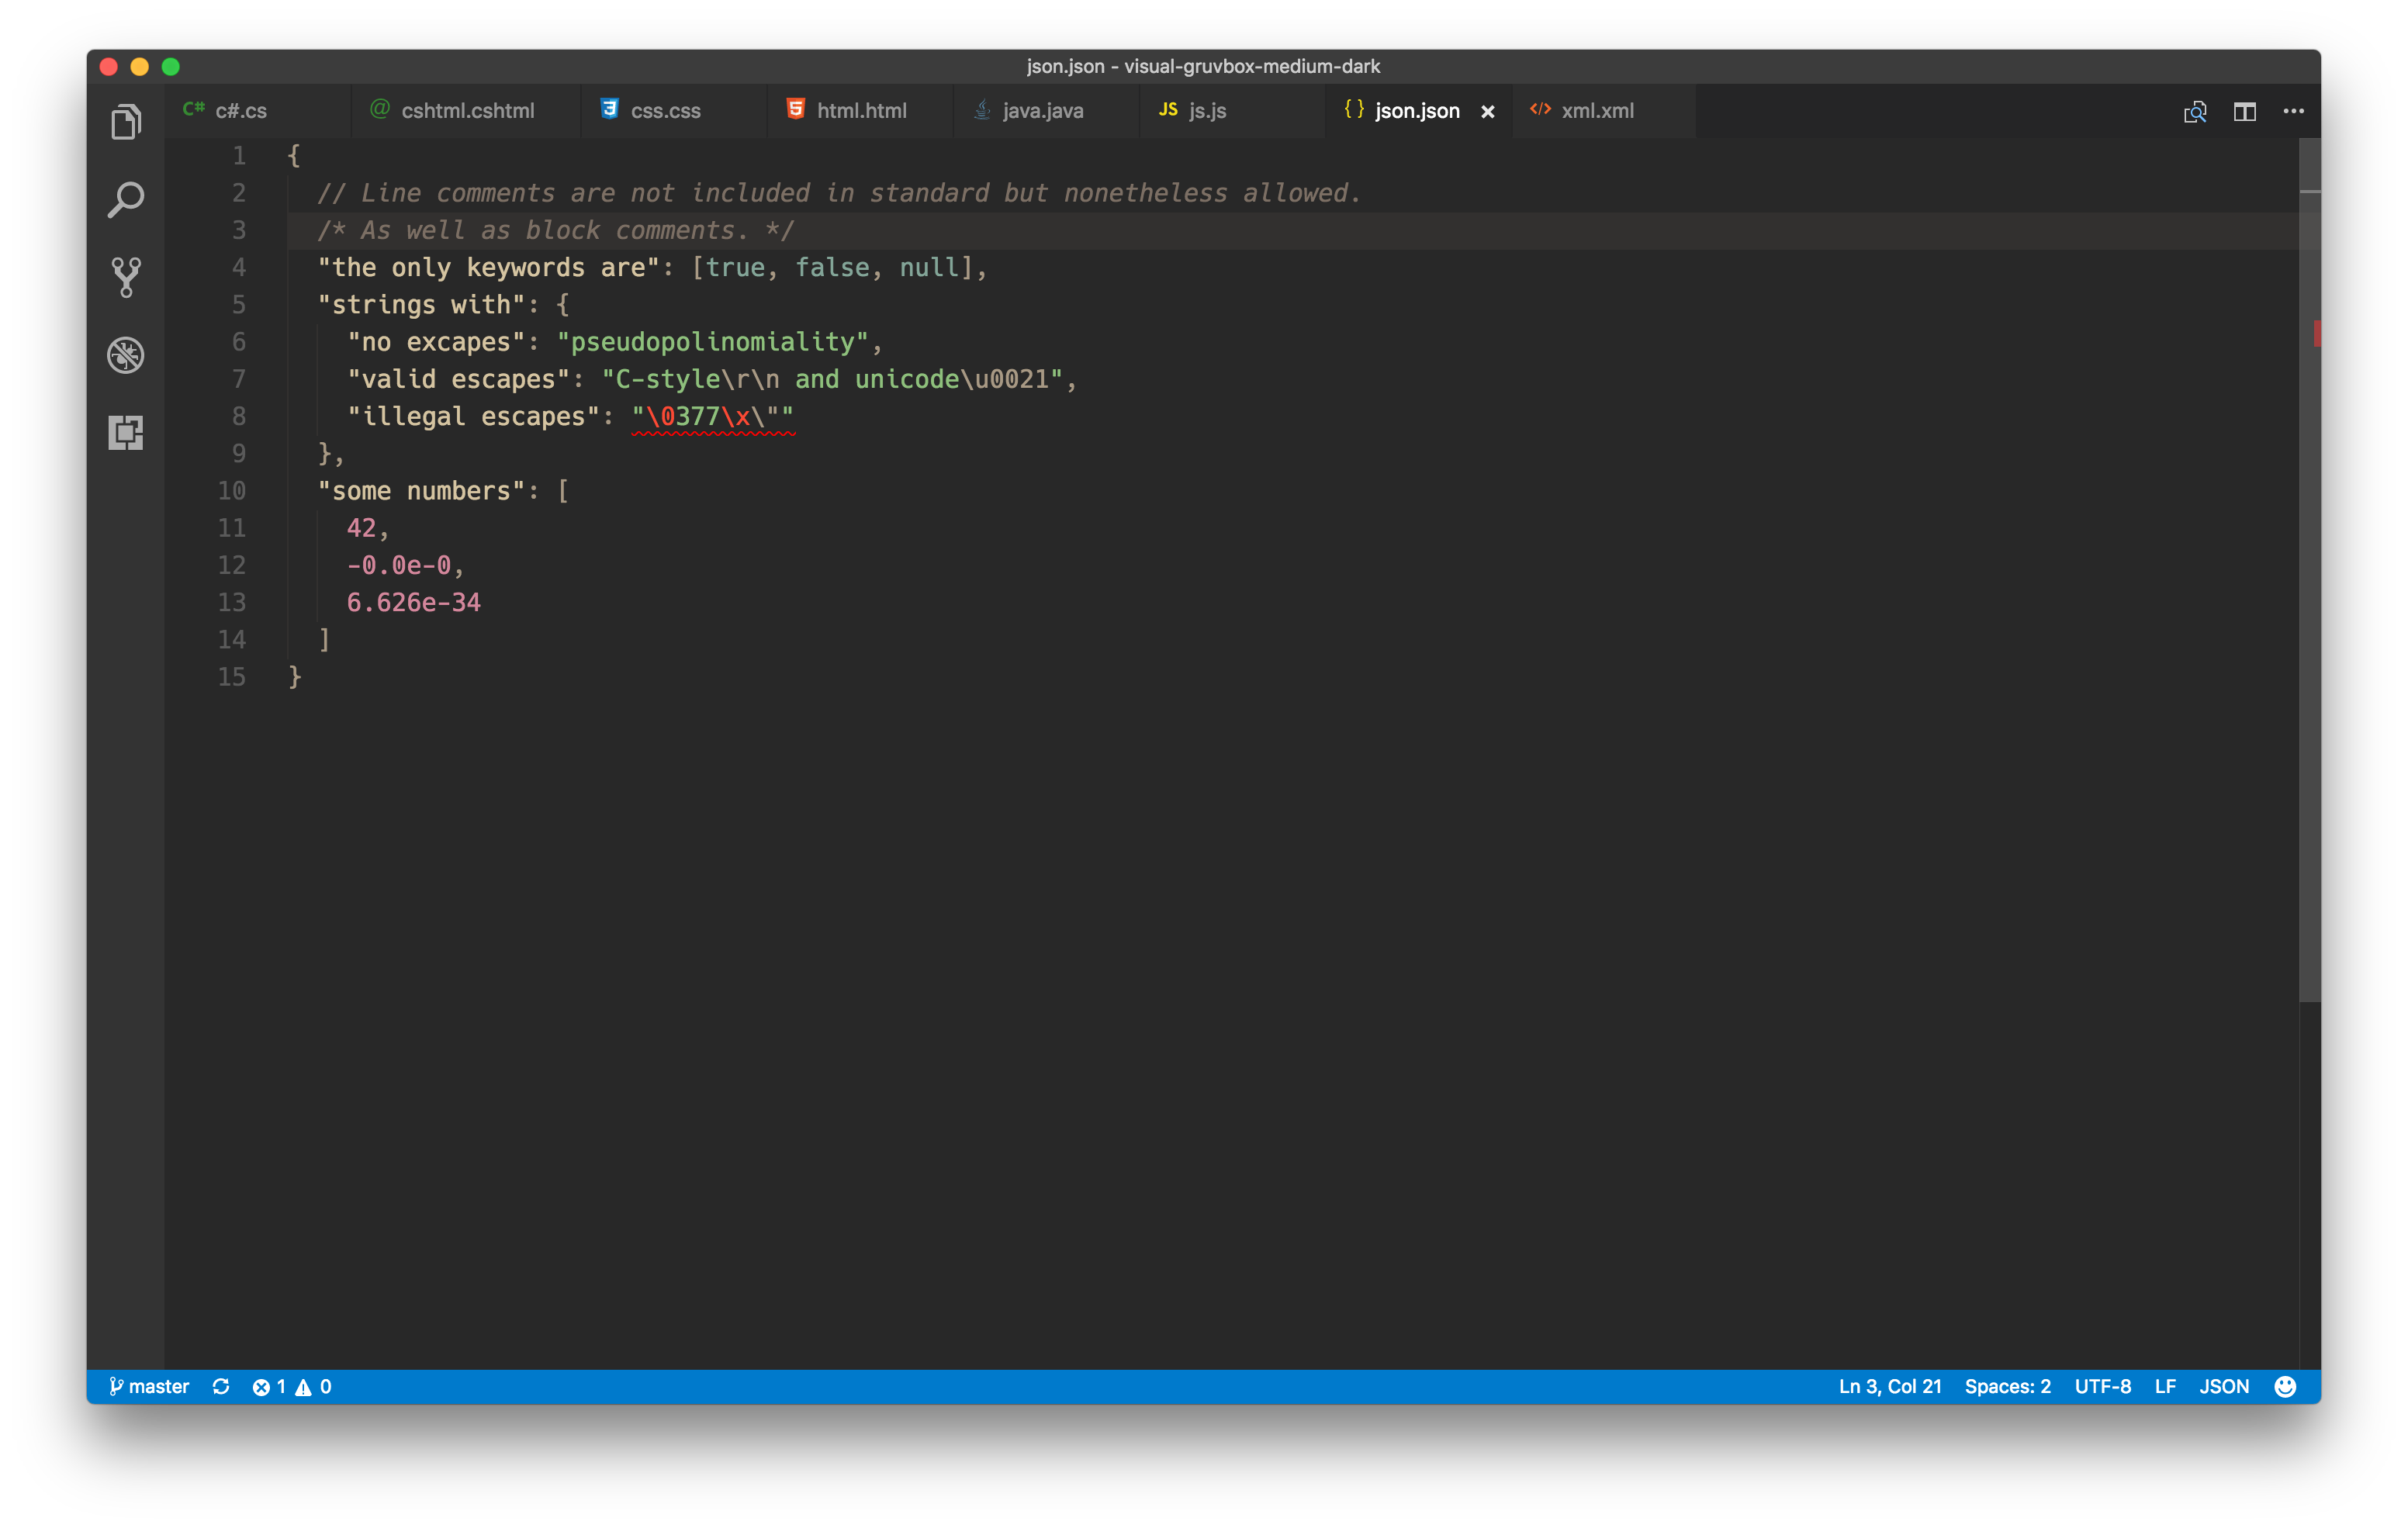 json.json - visual-gruvbox-medium-dark
C# c#.cs @ cshtml.cshtml 3 css.css 5 html.html java.java JS js.js { } json.json × </> xml.xml
1 {
2 // Line comments are not included in standard but nonetheless allowed.
3 /* As well as block comments. */
4 "the only keywords are": [true, false, null],
5 "strings with": {
6 "no excapes": "pseudopolinomiality",
7 "valid escapes": "C-style\r\n and unicode\u0021",
8 "illegal escapes": "\0377\x\""
9 },
10 "some numbers": [
11 42,
12 -0.0e-0,
13 6.626e-34
14 ]
15 }
master 1 0 Ln 3, Col 21 Spaces: 2 UTF-8 LF JSON